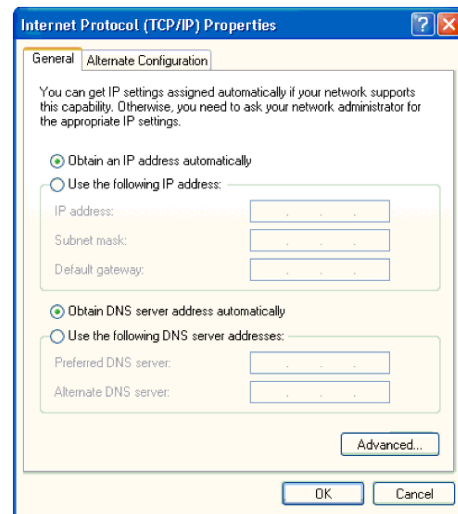 Internet Protocol (TCP/IP) Properties
General
Alternate Configuration
You can get IP settings assigned automatically if your network supports
this capability. Otherwise, you need to ask your network administrator for
the appropriate IP settings.
Obtain an IP address automatically
Use the following IP address:
IP address:
Subnet mask:
Default gateway:
Obtain DNS server address automatically
Use the following DNS server addresses:
Preferred DNS server:
Alternate DNS server:
Advanced...
OK
Cancel